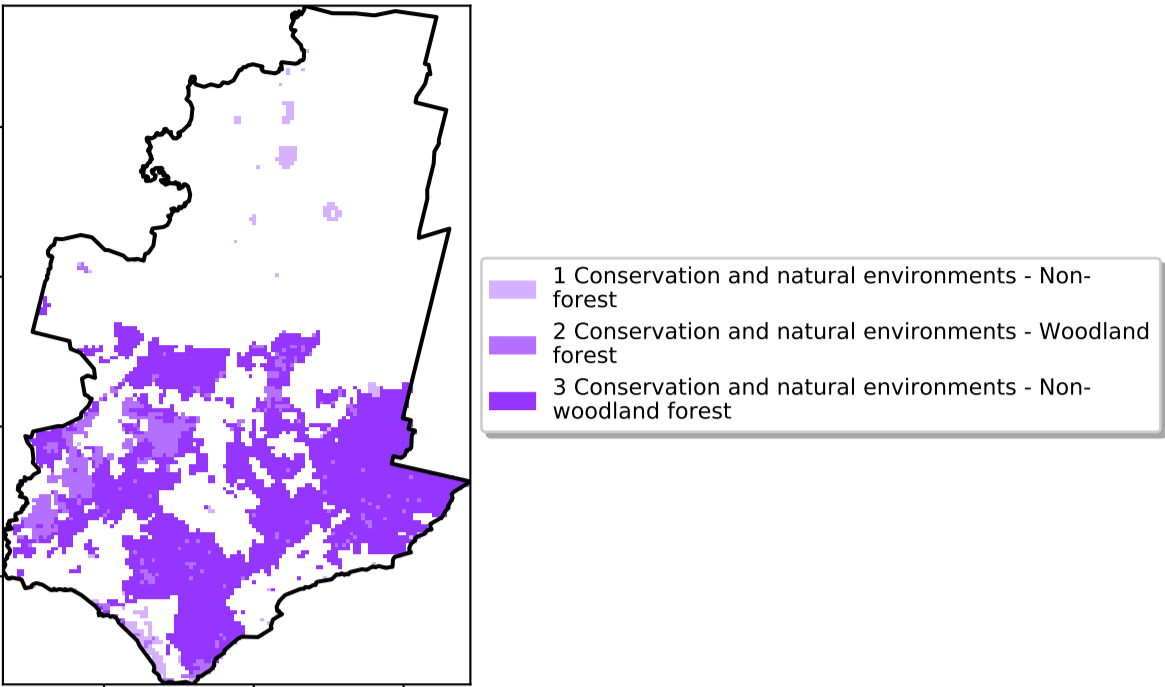 1 Conservation and natural environments - Non-
forest
2 Conservation and natural environments - Woodland
forest
3 Conservation and natural environments - Non-
woodland forest